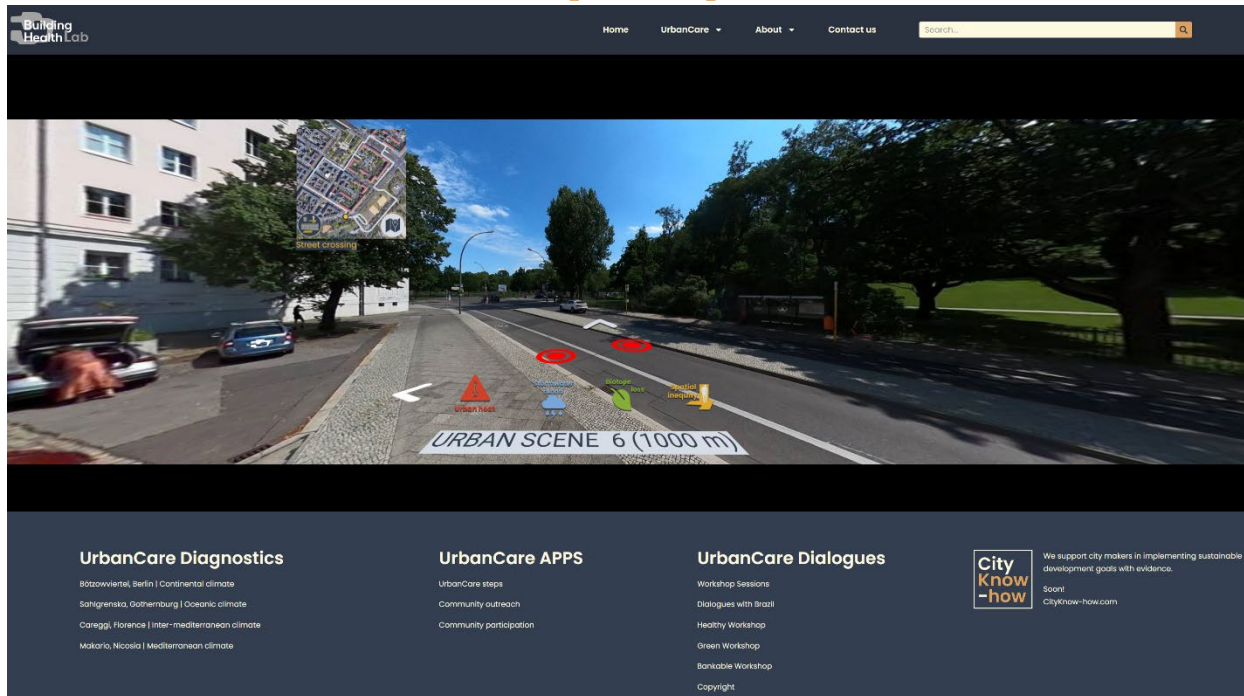 Building
Health Lab
Home
UrbanCare
About
Contact us
Search...
Street crossing
Urban heat
Biotope
loss
Spatial
inequity
URBAN SCENE 6 (1000 m)
UrbanCare Diagnostics
Bötzowviertel, Berlin | Continental climate
Sahlgrenska, Gothernburg | Oceanic climate
Careggi, Florence | Inter-mediterranean climate
Makario, Nicosia | Mediterranean climate
UrbanCare APPS
UrbanCare steps
Community outreach
Community participation
UrbanCare Dialogues
Workshop Sessions
Dialogues with Brazil
Healthy Workshop
Green Workshop
Bankable Workshop
Copyright
City
Know
-how
We support city makers in implementing sustainable
development goals with evidence.
Soon!
CityKnow-how.com